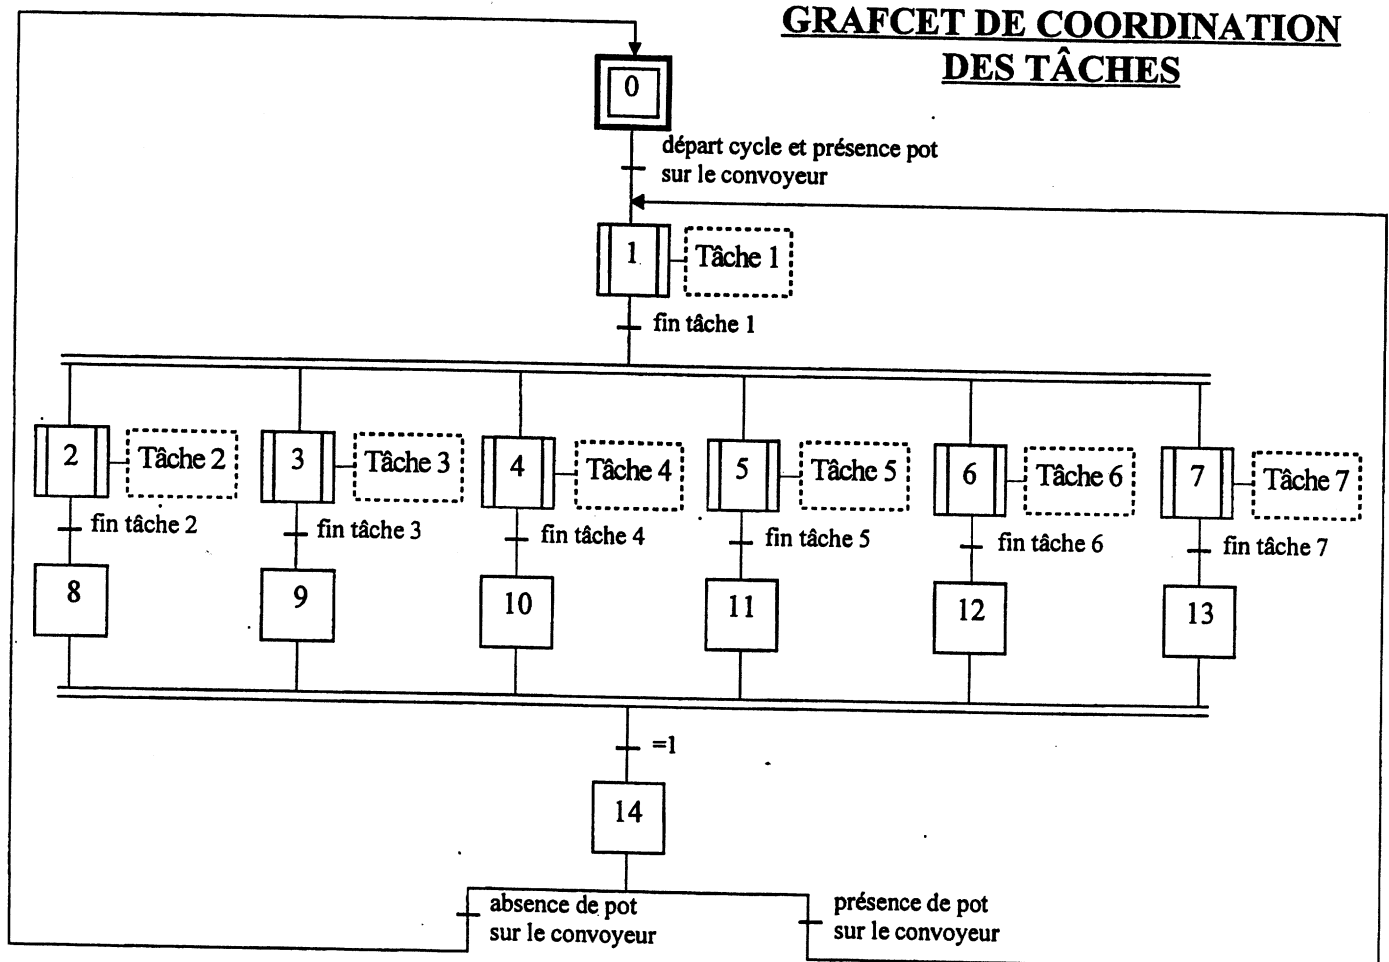 GRAFCET DE COORDINATION
DES TÂCHES
0
départ cycle et présence pot
sur le convoyeur
1
Tâche 1
fin tâche 1
2
Tâche 2
3
Tâche 3
4
Tâche 4
5
Tâche 5
6
Tâche 6
7
Tâche 7
fin tâche 2
fin tâche 3
fin tâche 4
fin tâche 5
fin tâche 6
fin tâche 7
8
9
10
11
12
13
=1
14
absence de pot
sur le convoyeur
présence de pot
sur le convoyeur